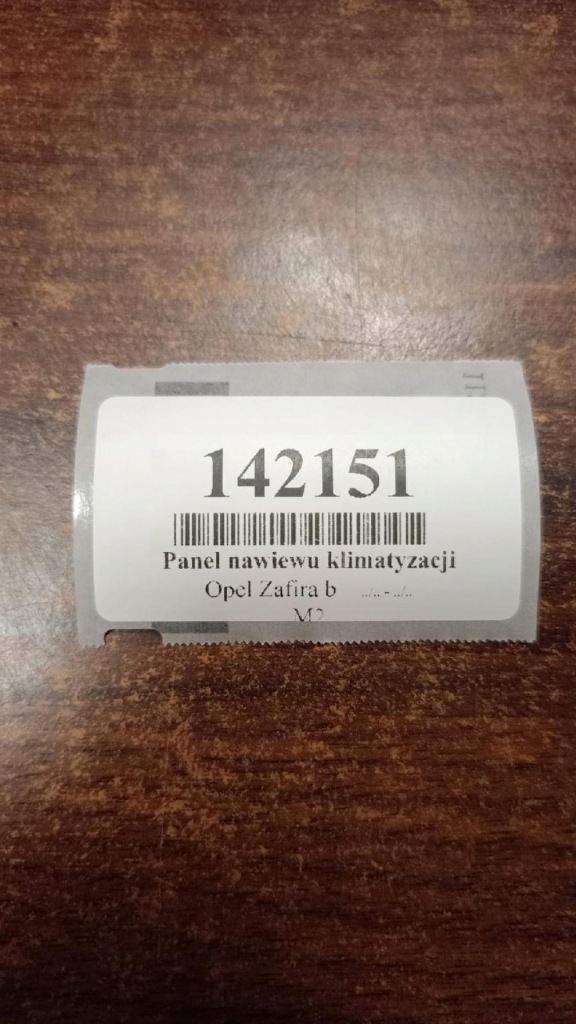 142151
Panel nawiewu klimatyzacji
Opel Zafira b ../.. - ../..